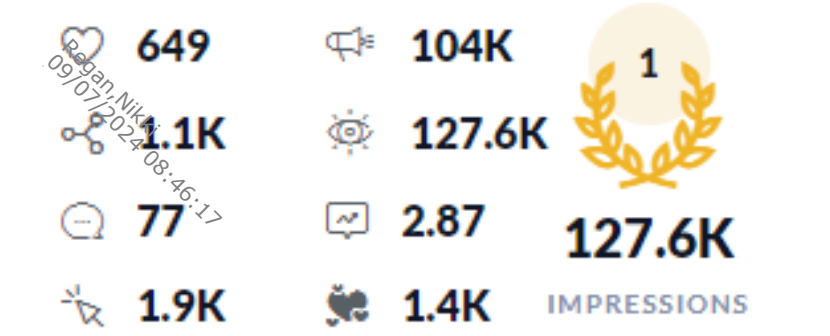 649 104K 1
1.1K 127.6K
77 2.87 127.6K
1.9K 1.4K IMPRESSIONS
Regan, Nikki
09/07/2024 08:46:17